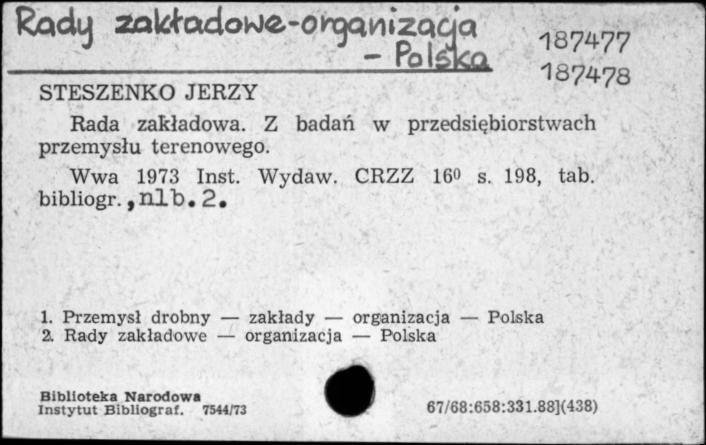 Rady zakładowe-organizacja
- Polska
187477
187478
STESZENKO JERZY
Rada zakładowa. Z badań w przedsiębiorstwach
przemysłu terenowego.
Wwa 1973 Inst. Wydaw. CRZZ 16⁰ s. 198, tab.
bibliogr.,nlb.2.
1. Przemysł drobny — zakłady — organizacja — Polska
2. Rady zakładowe — organizacja — Polska
Biblioteka Narodowa
Instytut Bibliograf. 7544/73
67/68:658:331.88](438)